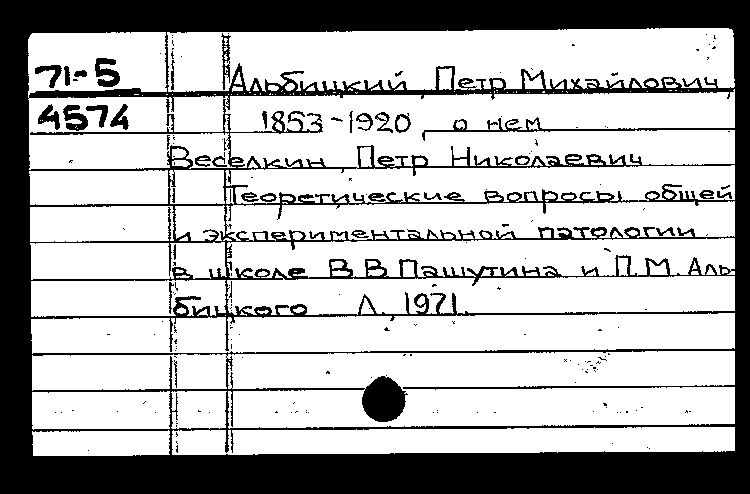 71-5 Альбицкий, Петр Михайлович,
4574 1853-1920, о нем
Веселкин, Петр Николаевич
Теоретические вопросы общей
и экспериментальной патологии
в школе В.В.Пашутина и П.М.Аль-
бицкого Л., 1971.